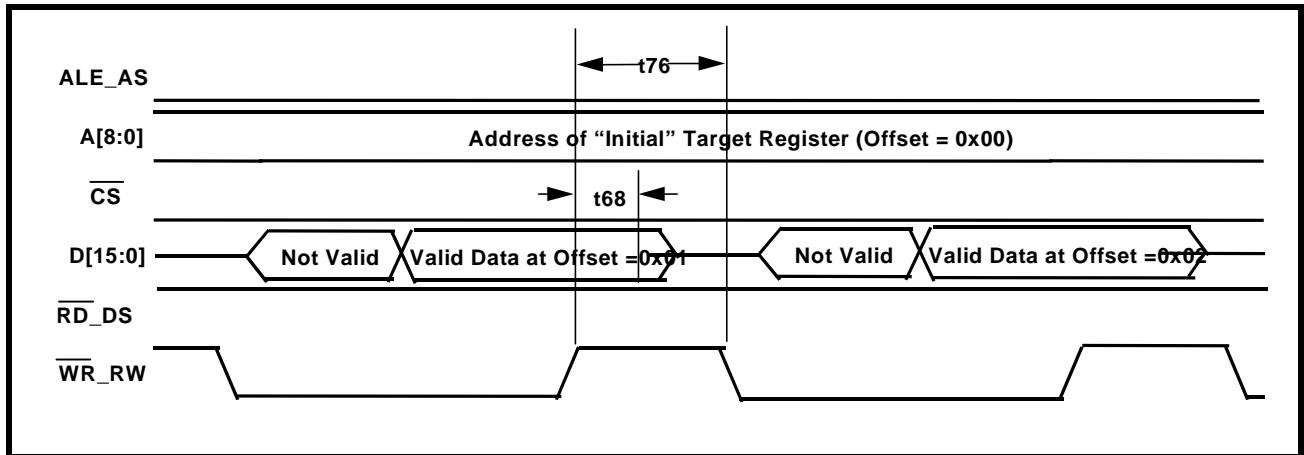 t76
ALE_AS
A[8:0] Address of “Initial” Target Register (Offset = 0x00)
CS t68
D[15:0] Not Valid Valid Data at Offset =0x01 Not Valid Valid Data at Offset =0x02
RD_DS
WR_RW